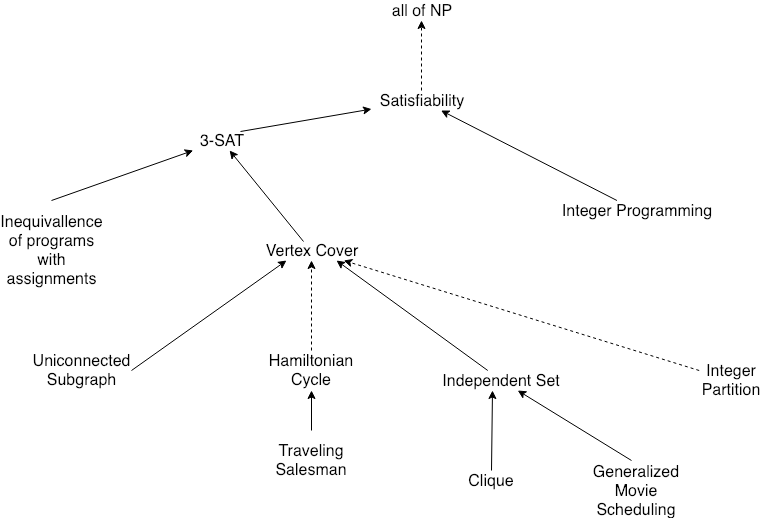 all of NP
Satisfiability
3-SAT
Inequivallence
of programs
with
assignments
Integer Programming
Vertex Cover
Uniconnected
Subgraph
Hamiltonian
Cycle
Independent Set
Integer
Partition
Traveling
Salesman
Clique
Generalized
Movie
Scheduling